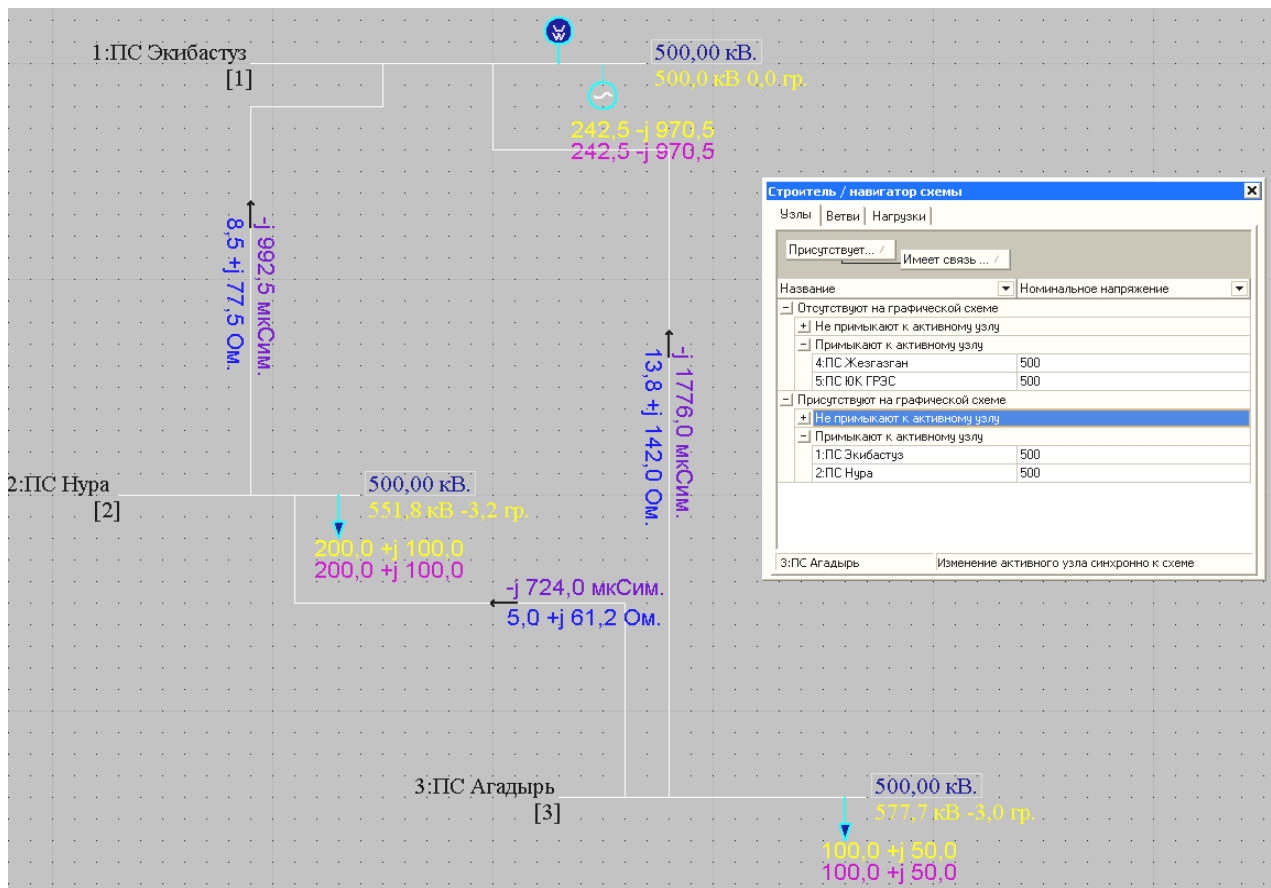 1:ПС Экибастуз
[1]
500,00 кВ.
500,0 кВ 0,0 гр.
242,5 -j 970,5
242,5 -j 970,5
8,5 +j 77,5 Ом.
-j 992,5 мкСим.
13,8 +j 142,0 Ом.
-j 1776,0 мкСим.
Строитель / навигатор схемы
Узлы
Ветви
Нагрузки
Присутствует... /
Имеет связь ... /
Название
Номинальное напряжение
Отсутствуют на графической схеме
Не примыкают к активному узлу
Примыкают к активному узлу
4:ПС Жезгазган 500
5:ПС ЮК ГРЭС 500
Присутствуют на графической схеме
Не примыкают к активному узлу
Примыкают к активному узлу
1:ПС Экибастуз 500
2:ПС Нура 500
3:ПС Агадырь
Изменение активного узла синхронно к схеме
2:ПС Нура
[2]
500,00 кВ.
551,8 кВ -3,2 гр.
200,0 +j 100,0
200,0 +j 100,0
-j 724,0 мкСим.
5,0 +j 61,2 Ом.
3:ПС Агадырь
[3]
500,00 кВ.
577,7 кВ -3,0 гр.
100,0 +j 50,0
100,0 +j 50,0